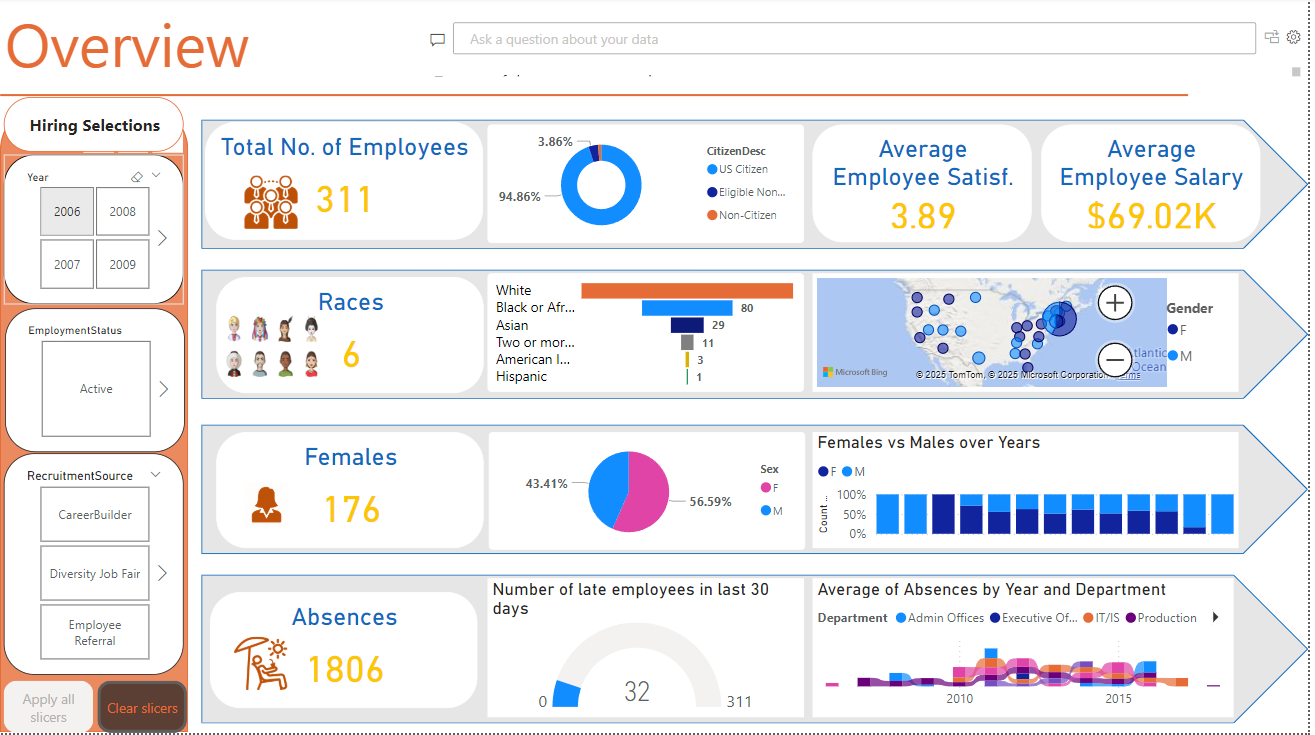 Overview
Ask a question about your data
Hiring Selections
Year
2006
2008
2007
2009
EmploymentStatus
Active
RecruitmentSource
CareerBuilder
Diversity Job Fair
Employee
Referral
Apply all
slicers
Clear slicers
Total No. of Employees
311
3.86%
94.86%
CitizenDesc
US Citizen
Eligible Non...
Non-Citizen
Average
Employee Satisf.
3.89
Average
Employee Salary
$69.02K
Races
6
White
Black or Afr...
80
Asian
29
Two or mor...
11
American I...
3
Hispanic
1
Microsoft Bing
© 2025 TomTom, © 2025 Microsoft Corporation
Terms
Atlantic
Ocean
Gender
F
M
Females
176
43.41%
56.59%
Sex
F
M
Females vs Males over Years
F M
Count ...
100%
50%
0%
Absences
1806
Number of late employees in last 30
days
0
32
311
Average of Absences by Year and Department
Department Admin Offices Executive Of... IT/IS Production
2010
2015